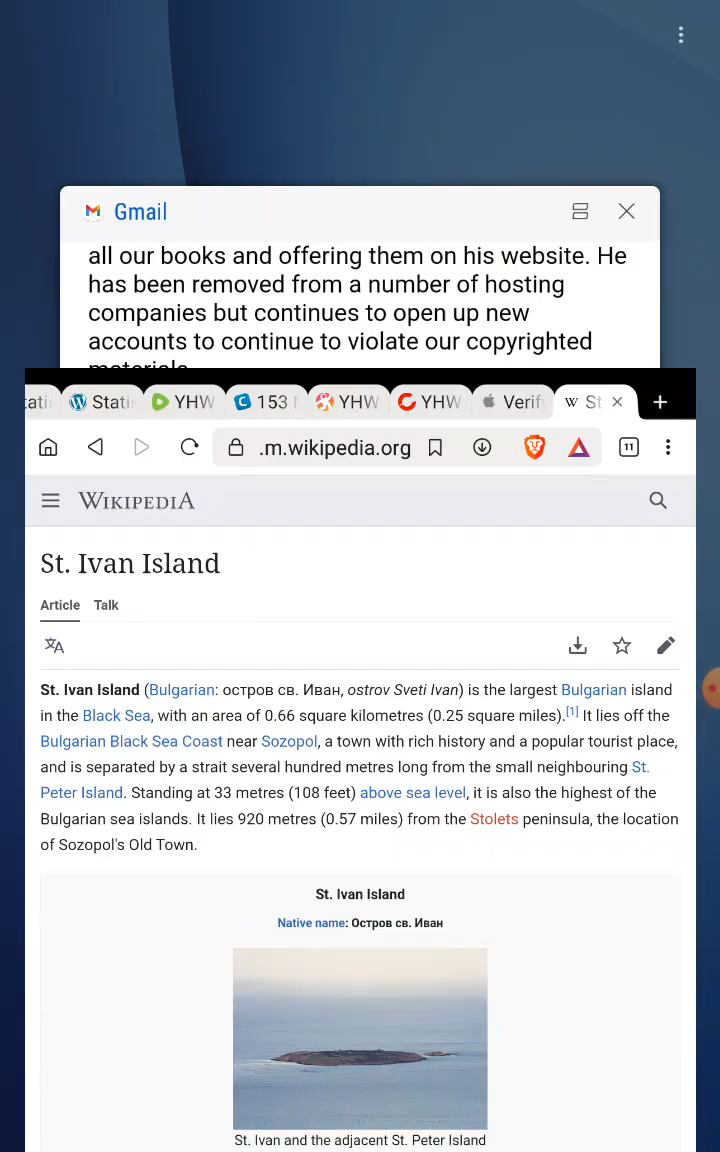 Gmail
all our books and offering them on his website. He
has been removed from a number of hosting
companies but continues to open up new
accounts to continue to violate our copyrighted
Stati
YHW
153
YHW
YHW
Verify
St
.m.wikipedia.org
11
WIKIPEDIA
St. Ivan Island
Article Talk
St. Ivan Island (Bulgarian: остров св. Иван, ostrov Sveti Ivan) is the largest Bulgarian island
in the Black Sea, with an area of 0.66 square kilometres (0.25 square miles).[1] It lies off the
Bulgarian Black Sea Coast near Sozopol, a town with rich history and a popular tourist place,
and is separated by a strait several hundred metres long from the small neighbouring St.
Peter Island. Standing at 33 metres (108 feet) above sea level, it is also the highest of the
Bulgarian sea islands. It lies 920 metres (0.57 miles) from the Stolets peninsula, the location
of Sozopol's Old Town.
St. Ivan Island
Native name: Остров св. Иван
St. Ivan and the adjacent St. Peter Island